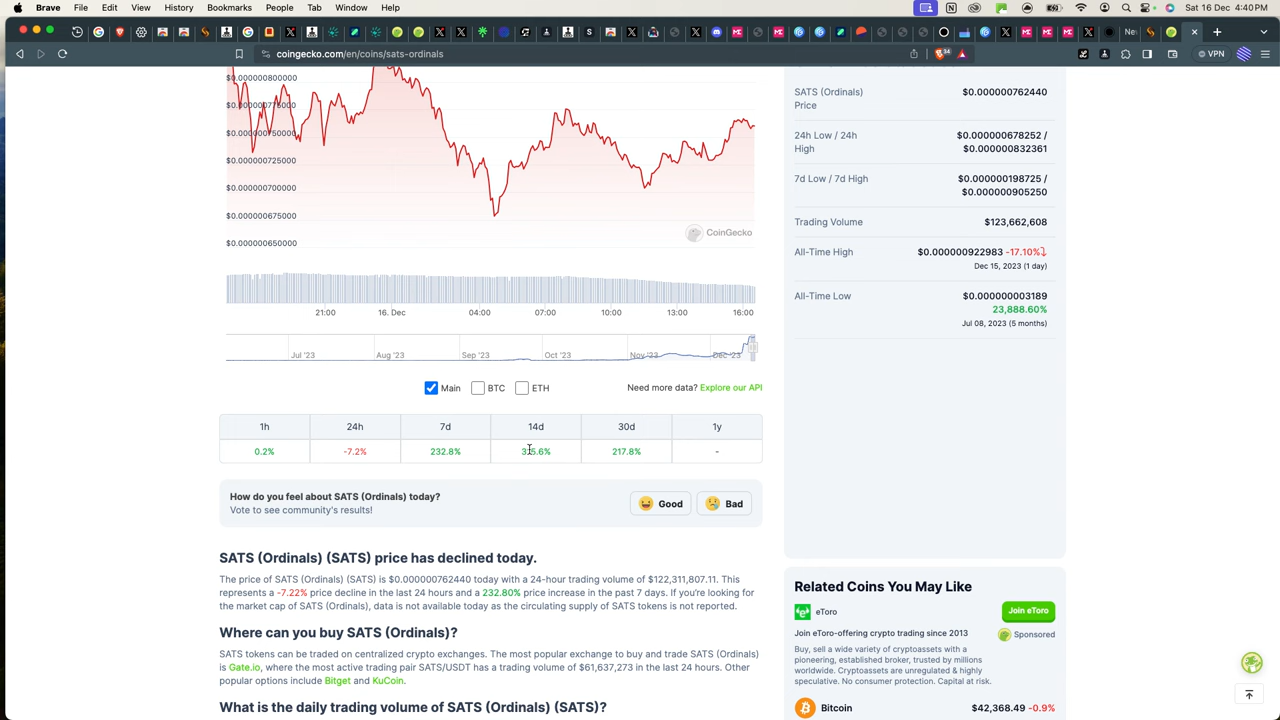 Brave File Edit View History Bookmarks People Tab Window Help Sat 16 Dec 4:40 PM
coingecko.com/en/coins/sats-ordinals 34 VPN
$0.000000800000
$0.000000775000
$0.000000750000
$0.000000725000
$0.000000700000
$0.000000675000
$0.000000650000
CoinGecko
21:00 16. Dec 04:00 07:00 10:00 13:00 16:00
Jul '23 Aug '23 Sep '23 Oct '23 Nov '23 Dec '23
Main BTC ETH Need more data? Explore our API
1h 24h 7d 14d 30d 1y
0.2% -7.2% 232.8% 217.8% -
How do you feel about SATS (Ordinals) today?
Vote to see community's results!
Good Bad
SATS (Ordinals) (SATS) price has declined today.
The price of SATS (Ordinals) (SATS) is $0.000000762440 today with a 24-hour trading volume of $122,311,807.11. This
represents a -7.22% price decline in the last 24 hours and a 232.80% price increase in the past 7 days. If you're looking for
the market cap of SATS (Ordinals), data is not available today as the circulating supply of SATS tokens is not reported.
Where can you buy SATS (Ordinals)?
SATS tokens can be traded on centralized crypto exchanges. The most popular exchange to buy and trade SATS (Ordinals)
is Gate.io, where the most active trading pair SATS/USDT has a trading volume of $61,637,273 in the last 24 hours. Other
popular options include Bitget and KuCoin.
What is the daily trading volume of SATS (Ordinals) (SATS)?
SATS (Ordinals) $0.000000762440
Price
24h Low / 24h $0.000000678252 /
High $0.000000832361
7d Low / 7d High $0.000000198725 /
$0.000000905250
Trading Volume $123,662,608
All-Time High $0.000000922983 -17.10%
Dec 15, 2023 (1 day)
All-Time Low $0.000000003189
23,888.60%
Jul 08, 2023 (5 months)
Related Coins You May Like
eToro Join eToro
Join eToro-offering crypto trading since 2013 Sponsored
Buy, sell a wide variety of cryptoassets with a
pioneering, established broker, trusted by millions
worldwide. Cryptoassets are unregulated & highly
speculative. No consumer protection. Capital at risk.
Bitcoin $42,368.49 -0.9%